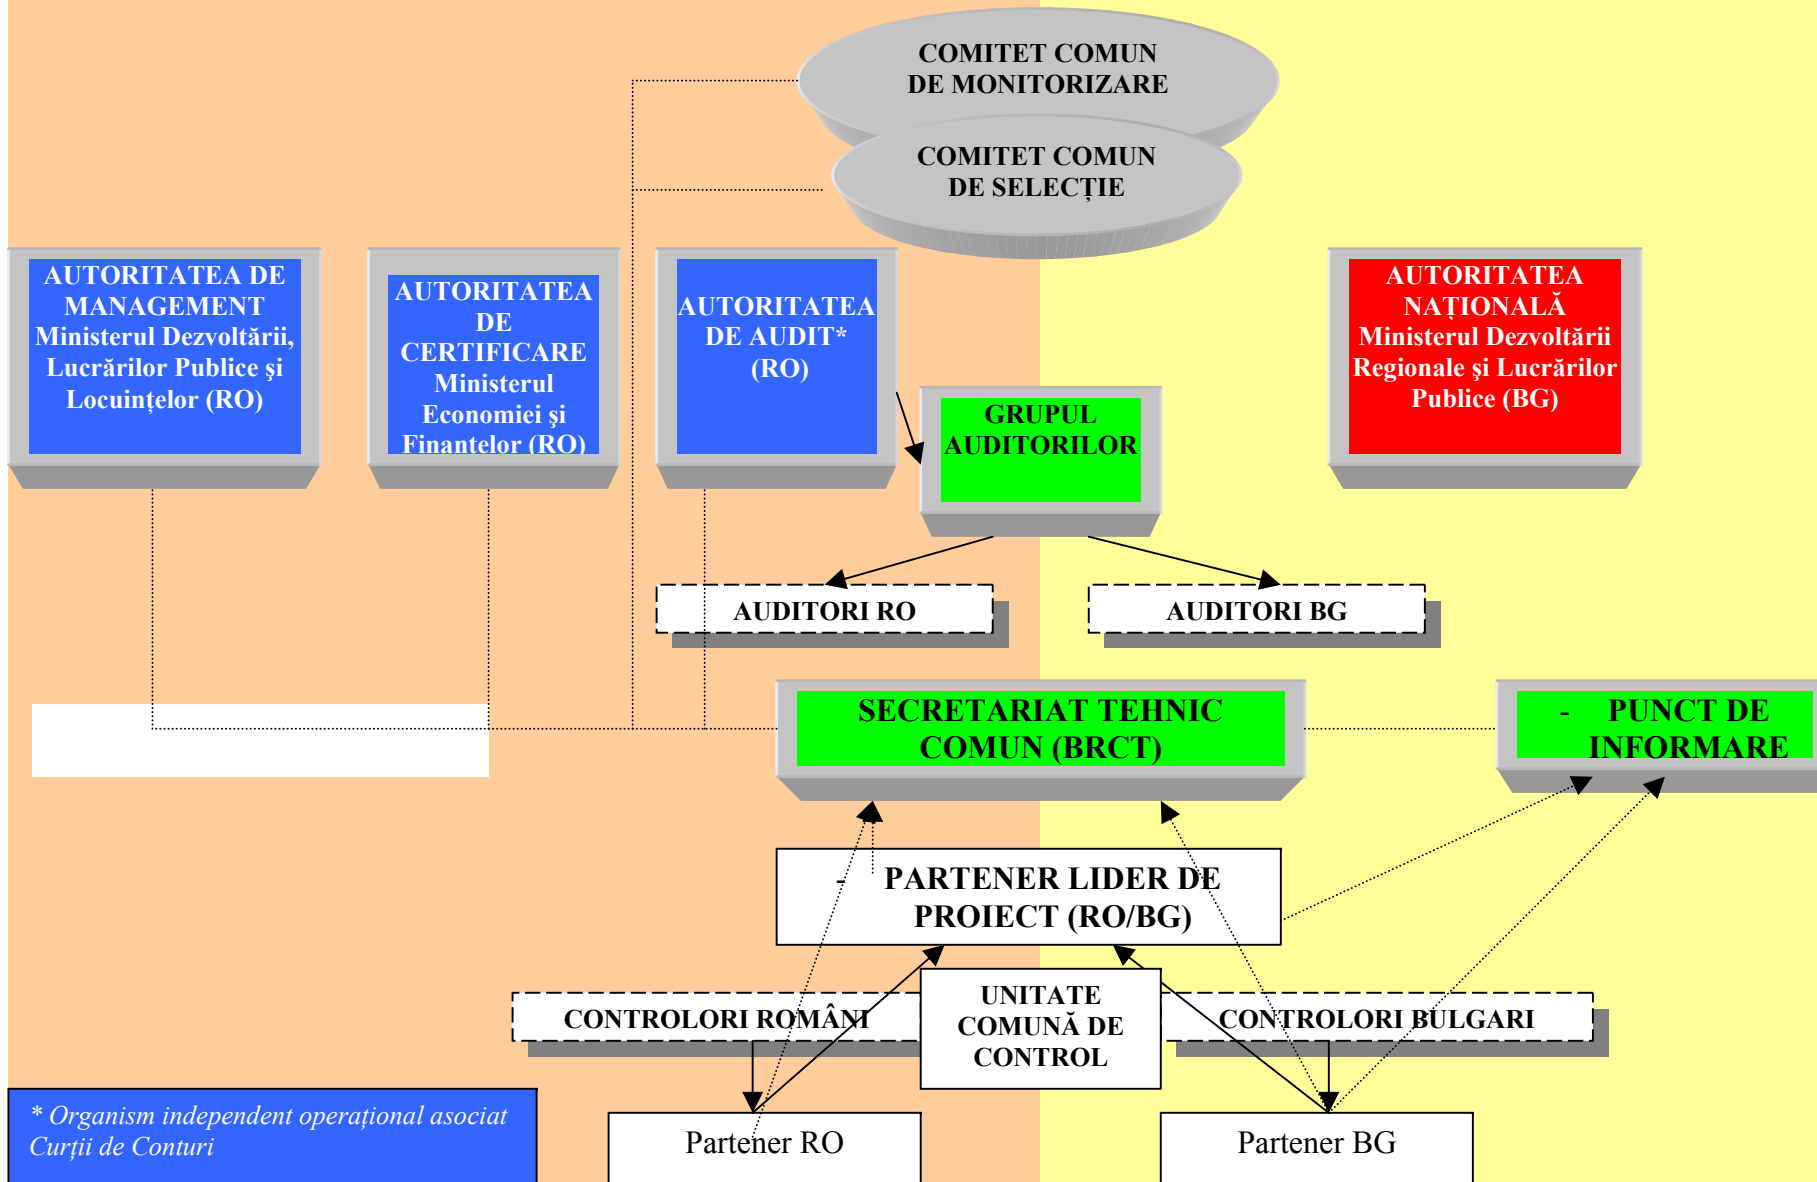 COMITET COMUN
DE MONITORIZARE
COMITET COMUN
DE SELECȚIE
AUTORITATEA DE
MANAGEMENT
Ministerul Dezvoltării,
Lucrărilor Publice şi
Locuințelor (RO)
AUTORITATEA
DE
CERTIFICARE
Ministerul
Economiei şi
Finantelor (RO)
AUTORITATEA
DE AUDIT*
(RO)
AUTORITATEA
NAȚIONALĂ
Ministerul Dezvoltării
Regionale şi Lucrărilor
Publice (BG)
GRUPUL
AUDITORILOR
AUDITORI RO
AUDITORI BG
SECRETARIAT TEHNIC
COMUN (BRCT)
- PUNCT DE
INFORMARE
- PARTENER LIDER DE
PROIECT (RO/BG)
CONTROLORI ROMÂNI
UNITATE
COMUNĂ DE
CONTROL
CONTROLORI BULGARI
* Organism independent operațional asociat
Curții de Conturi
Partener RO
Partener BG